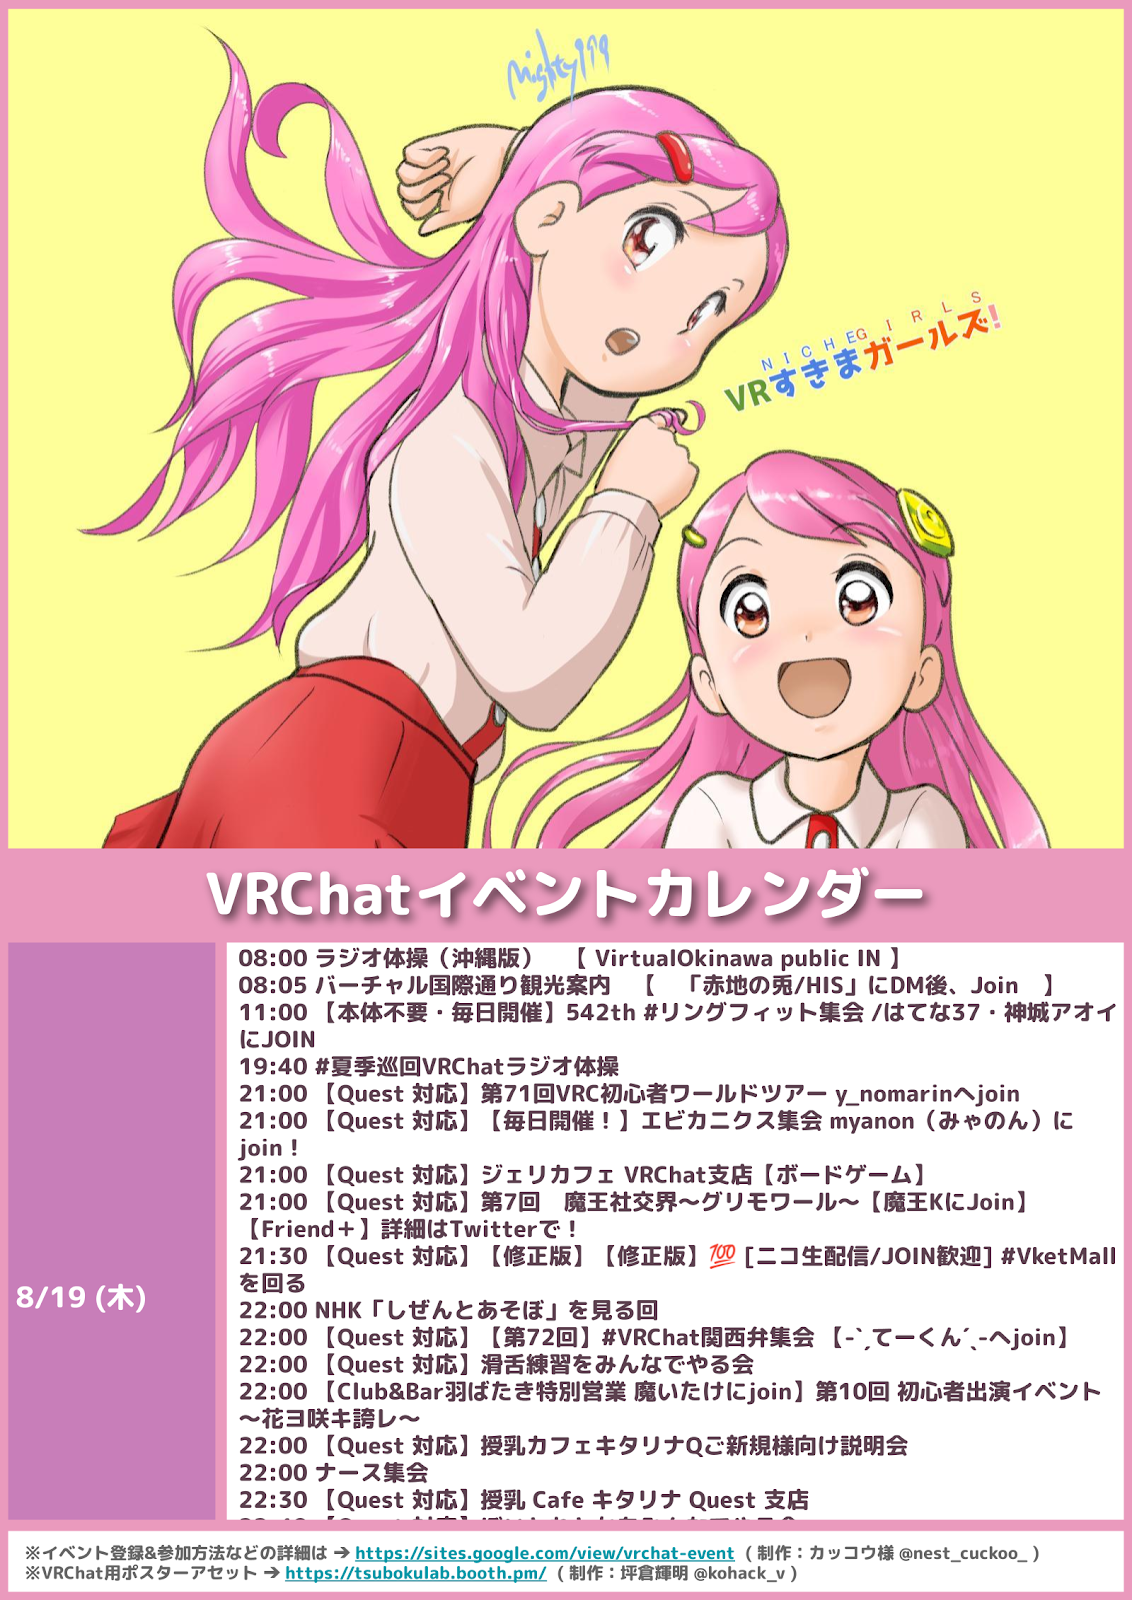 mighty199
NICHE GIRLS
VRすきまガールズ!
VRChatイベントカレンダー
8/19 (木)
08:00 ラジオ体操（沖縄版）　【 VirtualOkinawa public IN 】
08:05 バーチャル国際通り観光案内　【　「赤地の兎/HIS」にDM後、Join　】
11:00 【本体不要・毎日開催】542th #リングフィット集会 /はてな37・神城アオイ
にJOIN
19:40 #夏季巡回VRChatラジオ体操
21:00 【Quest 対応】第71回VRC初心者ワールドツアー y_nomarinへjoin
21:00 【Quest 対応】【毎日開催！】エビカニクス集会 myanon（みゃのん）に
join！
21:00 【Quest 対応】ジェリカフェ VRChat支店【ボードゲーム】
21:00 【Quest 対応】第7回　魔王社交界～グリモワール～【魔王KにJoin】
【Friend＋】詳細はTwitterで！
21:30 【Quest 対応】【修正版】【修正版】💯 [ニコ生配信/JOIN歓迎] #VketMall
を回る
22:00 NHK「しぜんとあそぼ」を見る回
22:00 【Quest 対応】【第72回】#VRChat関西弁集会 【-`ˏてーくん´ˎ-へjoin】
22:00 【Quest 対応】滑舌練習をみんなでやる会
22:00 【Club&Bar羽ばたき特別営業 魔いたけにjoin】第10回 初心者出演イベント
～花ヨ咲キ誇レ～
22:00 【Quest 対応】授乳カフェキタリナQご新規様向け説明会
22:00 ナース集会
22:30 【Quest 対応】授乳 Cafe キタリナ Quest 支店
※イベント登録&参加方法などの詳細は → https://sites.google.com/view/vrchat-event ( 制作：カッコウ様 @nest_cuckoo_ )
※VRChat用ポスターアセット → https://tsubokulab.booth.pm/ ( 制作：坪倉輝明 @kohack_v )